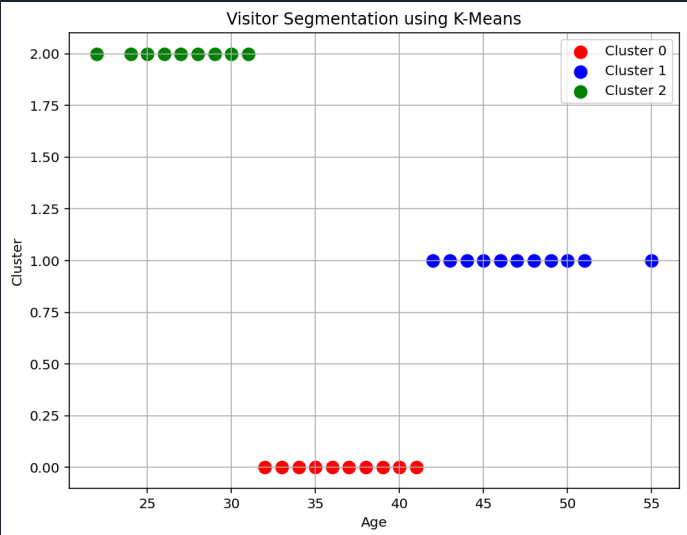 Visitor Segmentation using K-Means
Cluster 0
Cluster 1
Cluster 2
Cluster
2.00
1.75
1.50
1.25
1.00
0.75
0.50
0.25
0.00
25 30 35 40 45 50 55
Age